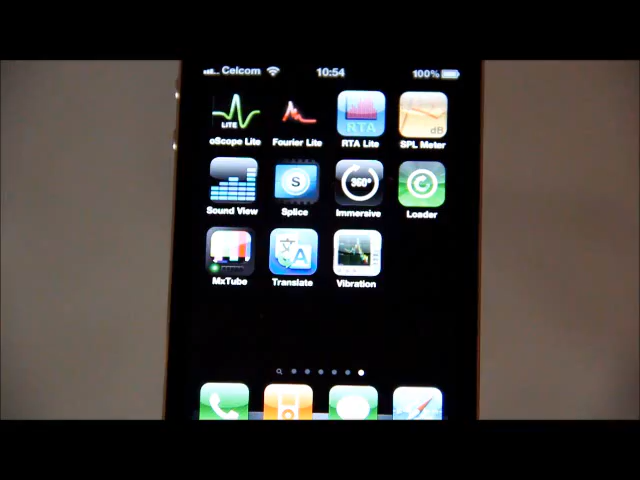 Celcom 10:54 100%
LITE RTA dB
oScope Lite Fourier Lite RTA Lite SPL Meter
S 360° C
Sound View Splice Immersive Loader
A
MxTube Translate Vibration